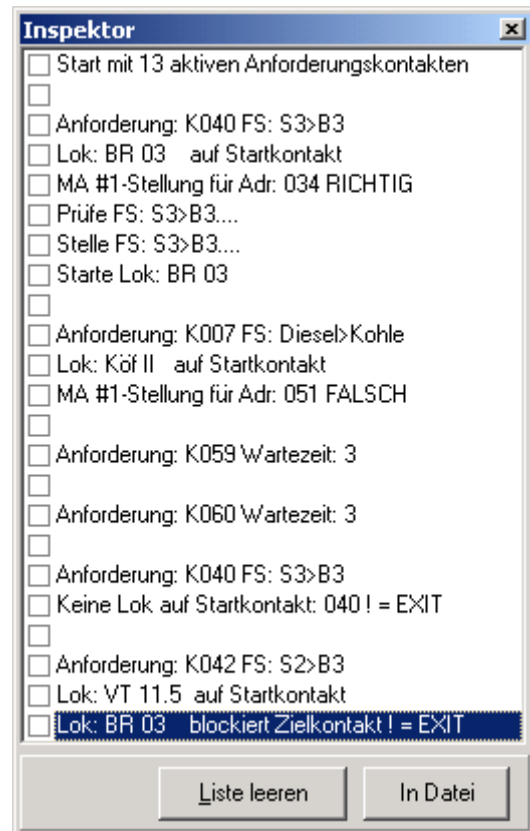 Inspektor
Start mit 13 aktiven Anforderungskontakten
Anforderung: K040 FS: S3>B3
Lok: BR 03 auf Startkontakt
MA #1-Stellung für Adr: 034 RICHTIG
Prüfe FS: S3>B3....
Stelle FS: S3>B3....
Starte Lok: BR 03
Anforderung: K007 FS: Diesel>Kohle
Lok: Köf II auf Startkontakt
MA #1-Stellung für Adr: 051 FALSCH
Anforderung: K059 Wartezeit: 3
Anforderung: K060 Wartezeit: 3
Anforderung: K040 FS: S3>B3
Keine Lok auf Startkontakt: 040 ! = EXIT
Anforderung: K042 FS: S2>B3
Lok: VT 11.5 auf Startkontakt
Lok: BR 03 blockiert Zielkontakt ! = EXIT
Liste leeren In Datei